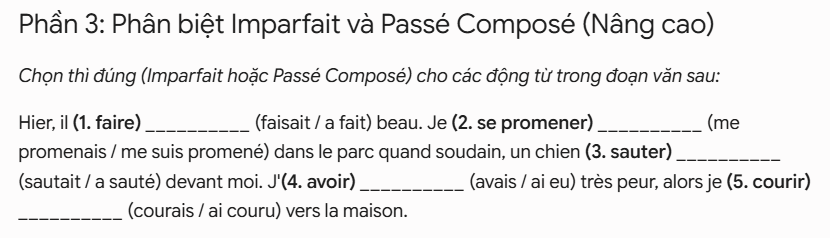 Phần 3: Phân biệt Imparfait và Passé Composé (Nâng cao)
Chọn thì đúng (Imparfait hoặc Passé Composé) cho các động từ trong đoạn văn sau:
Hier, il (1. faire) __________ (faisait / a fait) beau. Je (2. se promener) __________ (me
promenais / me suis promené) dans le parc quand soudain, un chien (3. sauter) __________
(sautait / a sauté) devant moi. J'(4. avoir) __________ (avais / ai eu) très peur, alors je (5. courir)
__________ (courais / ai couru) vers la maison.